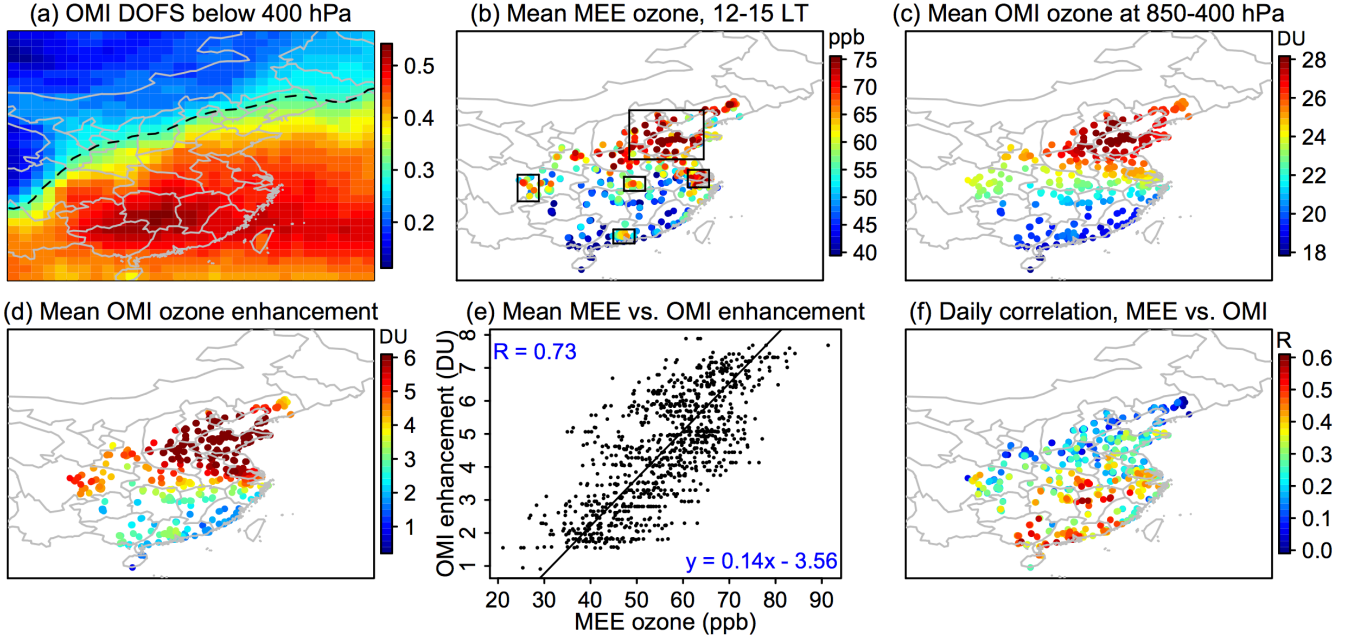 (a) OMI DOFS below 400 hPa
0.5
0.4
0.3
0.2
(b) Mean MEE ozone, 12-15 LT
ppb
75
70
65
60
55
50
45
40
(c) Mean OMI ozone at 850-400 hPa
DU
28
26
24
22
20
18
(d) Mean OMI ozone enhancement
DU
6
5
4
3
2
1
(e) Mean MEE vs. OMI enhancement
R = 0.73
y = 0.14x - 3.56
OMI enhancement (DU)
8
7
6
5
4
3
2
1
20 30 40 50 60 70 80 90
MEE ozone (ppb)
(f) Daily correlation, MEE vs. OMI
R
0.6
0.5
0.4
0.3
0.2
0.1
0.0